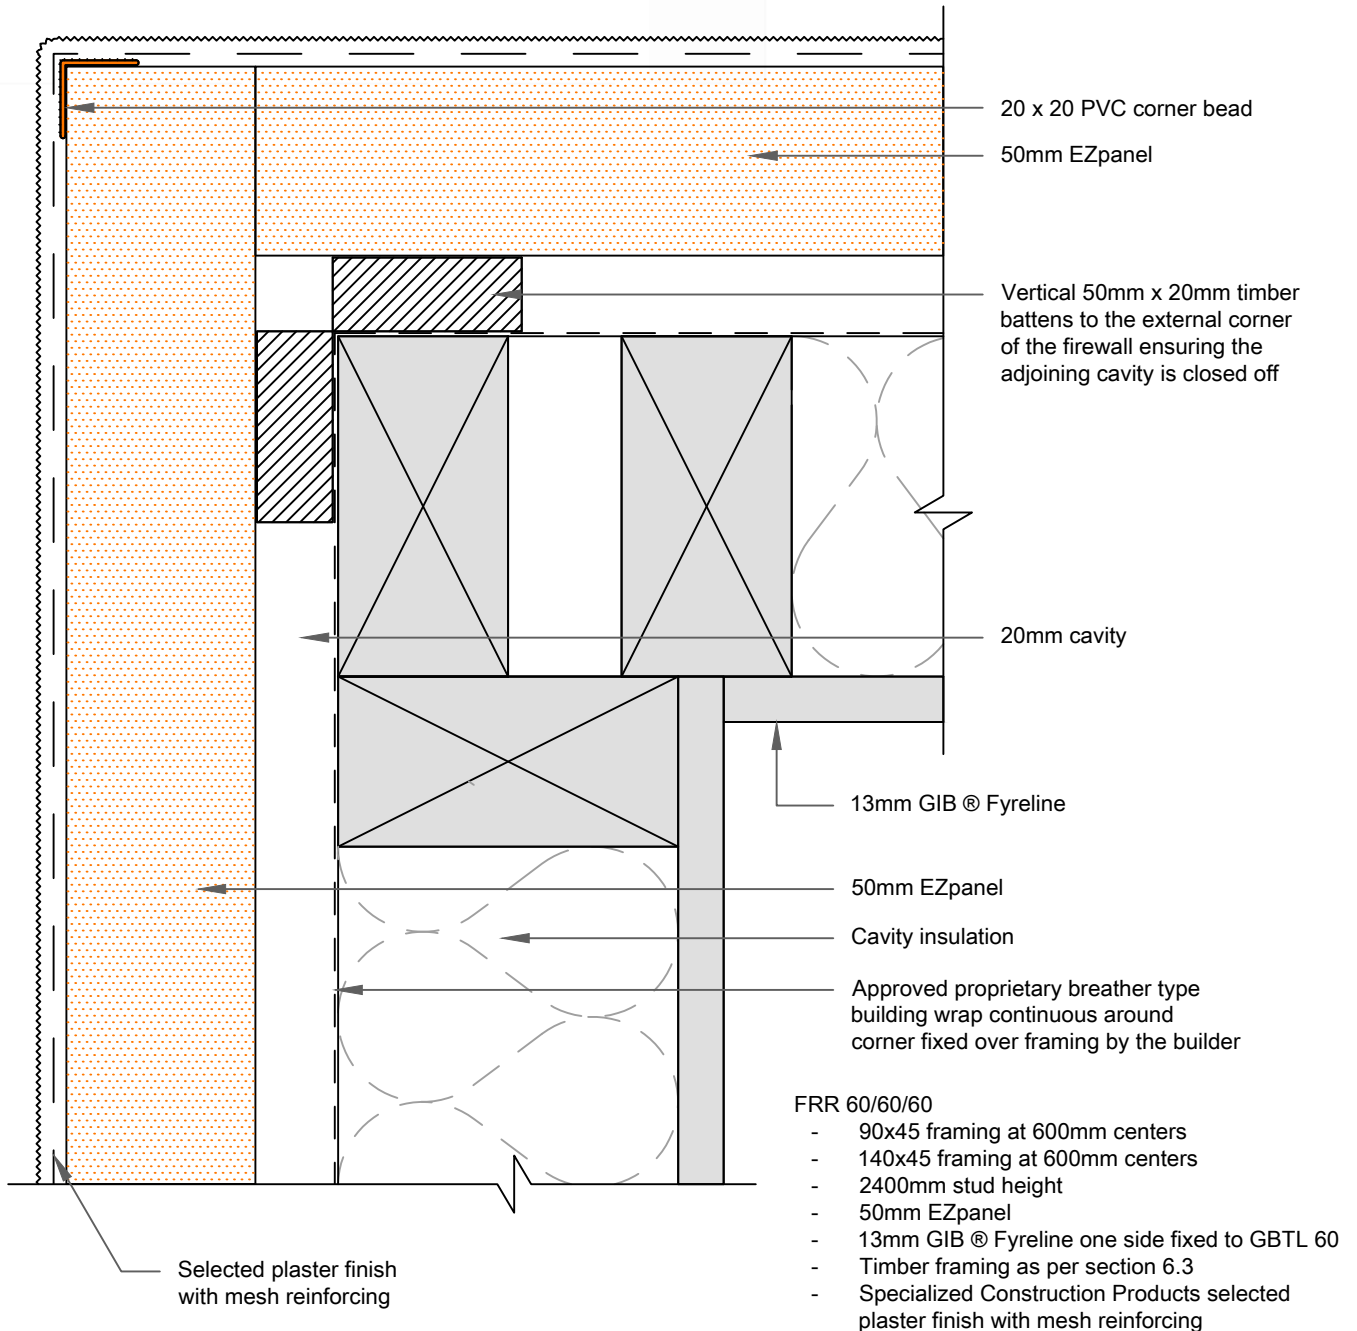 20 x 20 PVC corner bead
50mm EZpanel
Vertical 50mm x 20mm timber
battens to the external corner
of the firewall ensuring the
adjoining cavity is closed off
20mm cavity
13mm GIB ® Fyreline
50mm EZpanel
Cavity insulation
Approved proprietary breather type
building wrap continuous around
corner fixed over framing by the builder
FRR 60/60/60
- 90x45 framing at 600mm centers
- 140x45 framing at 600mm centers
- 2400mm stud height
- 50mm EZpanel
- 13mm GIB ® Fyreline one side fixed to GBTL 60
- Timber framing as per section 6.3
- Specialized Construction Products selected
plaster finish with mesh reinforcing
Selected plaster finish
with mesh reinforcing